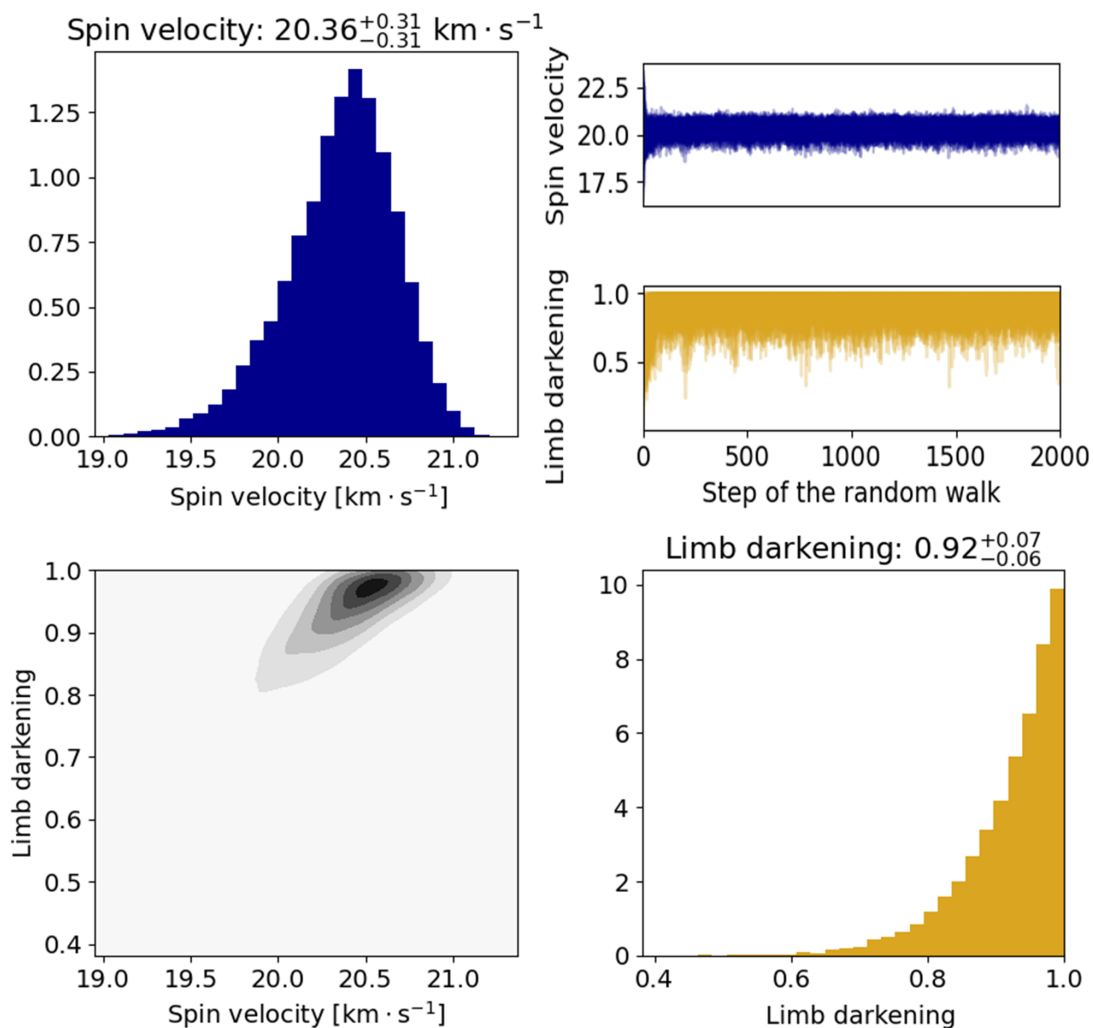 Spin velocity: 20.36+0.31−0.31 km · s−1
1.25
1.00
0.75
0.50
0.25
0.00
19.0 19.5 20.0 20.5 21.0
Spin velocity [km · s−1]
Spin velocity
22.5
20.0
17.5
Limb darkening
1.0
0.5
0 500 1000 1500 2000
Step of the random walk
Limb darkening
1.0
0.9
0.8
0.7
0.6
0.5
0.4
19.0 19.5 20.0 20.5 21.0
Spin velocity [km · s−1]
Limb darkening: 0.92+0.07−0.06
10
8
6
4
2
0
0.4 0.6 0.8 1.0
Limb darkening